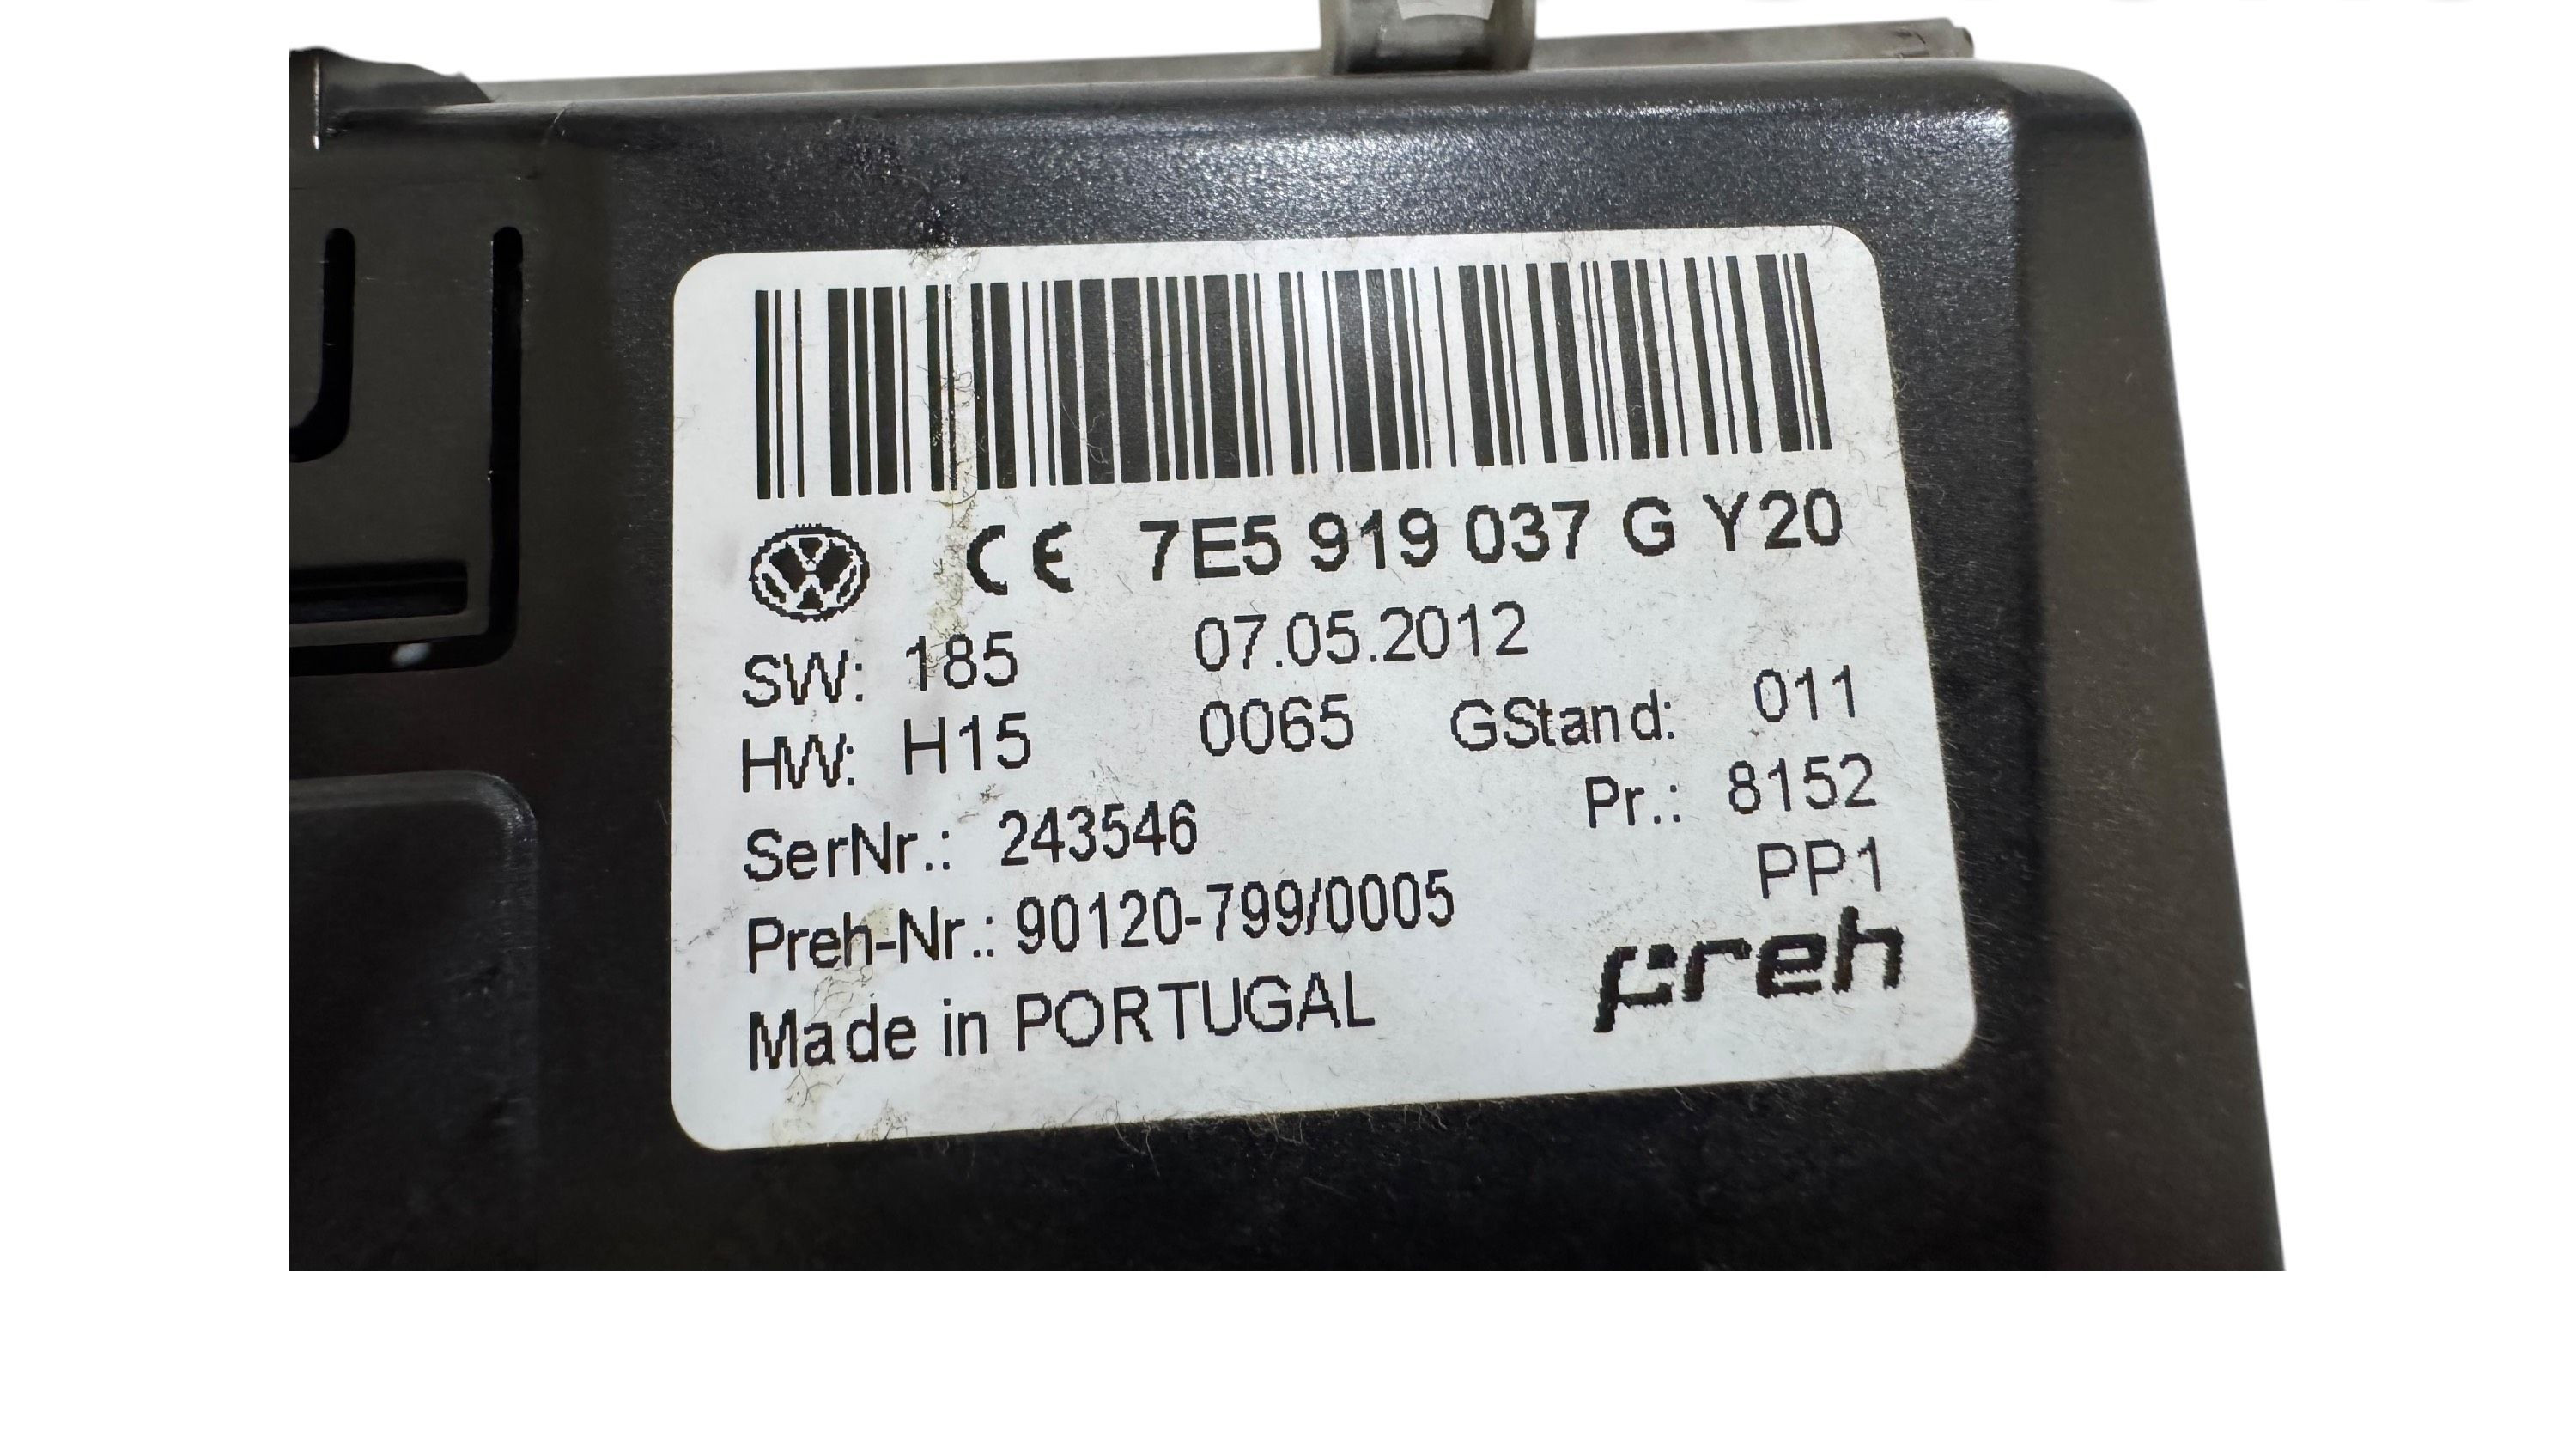 CE 7E5 919 037 G Y20
SW: 185 07.05.2012
HW: H15 0065 GStand: 011
SerNr.: 243546 Pr.: 8152
Preh-Nr.: 90120-799/0005 PP1
Made in PORTUGAL preh